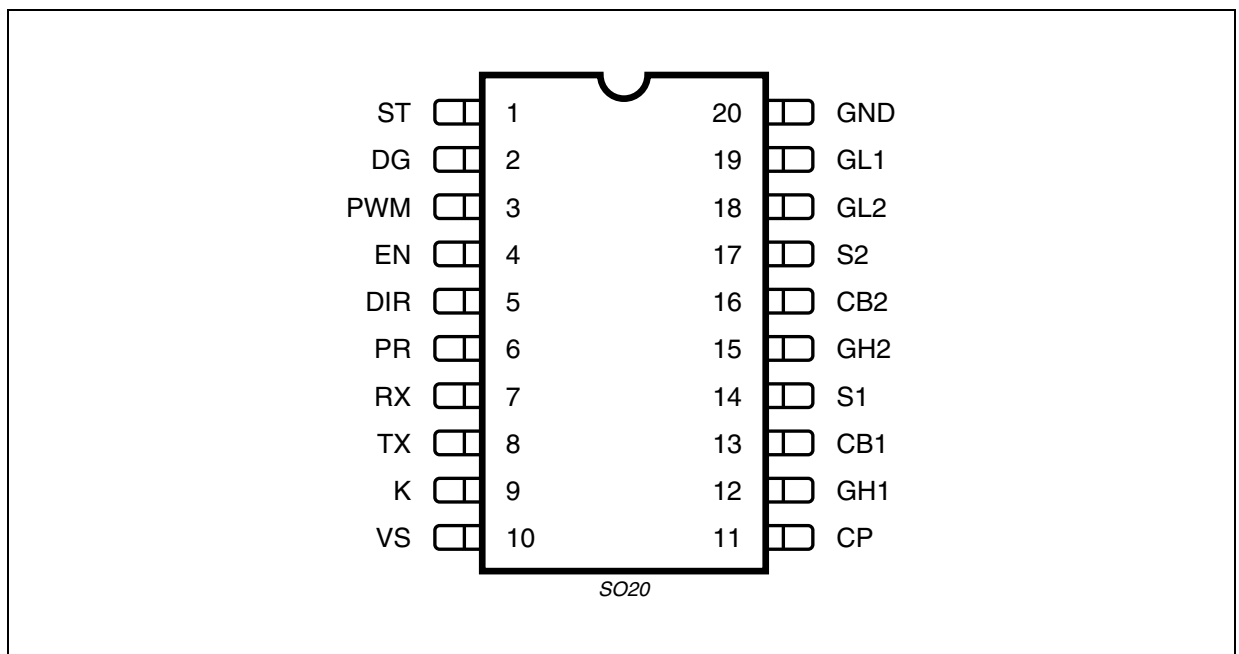 ST 1 20 GND
DG 2 19 GL1
PWM 3 18 GL2
EN 4 17 S2
DIR 5 16 CB2
PR 6 15 GH2
RX 7 14 S1
TX 8 13 CB1
K 9 12 GH1
VS 10 11 CP
SO20